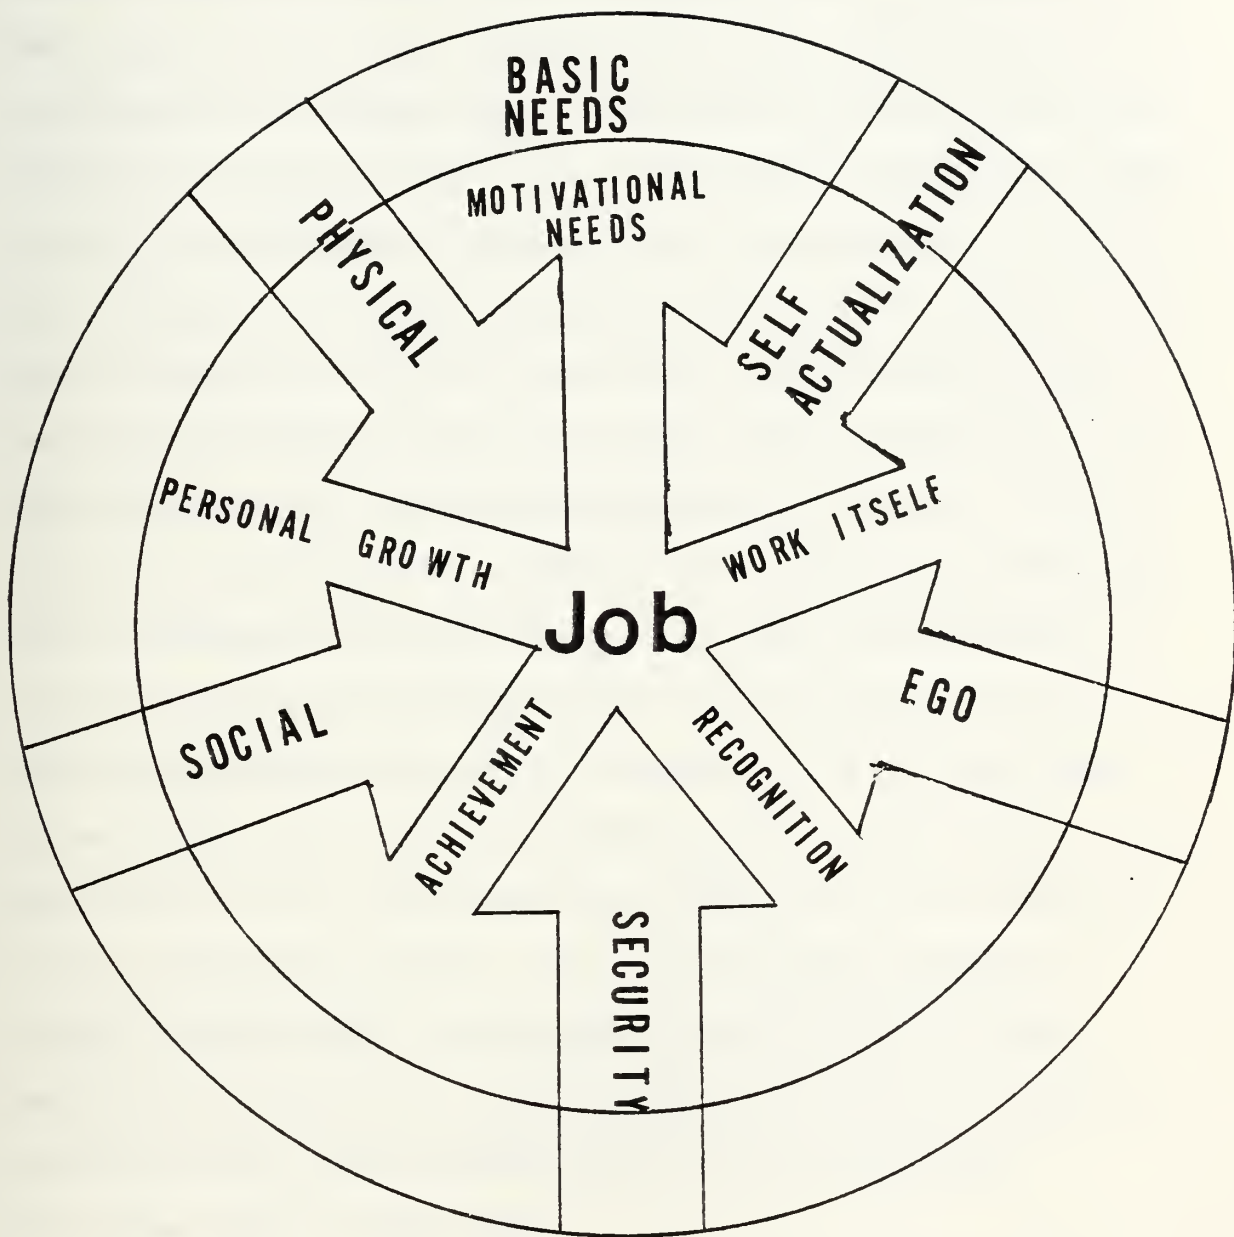 BASIC
NEEDS
MOTIVATIONAL
NEEDS
PHYSICAL
SELF
ACTUALIZATION
PERSONAL GROWTH
WORK ITSELF
Job
SOCIAL
EGO
ACHIEVEMENT
RECOGNITION
SECURITY